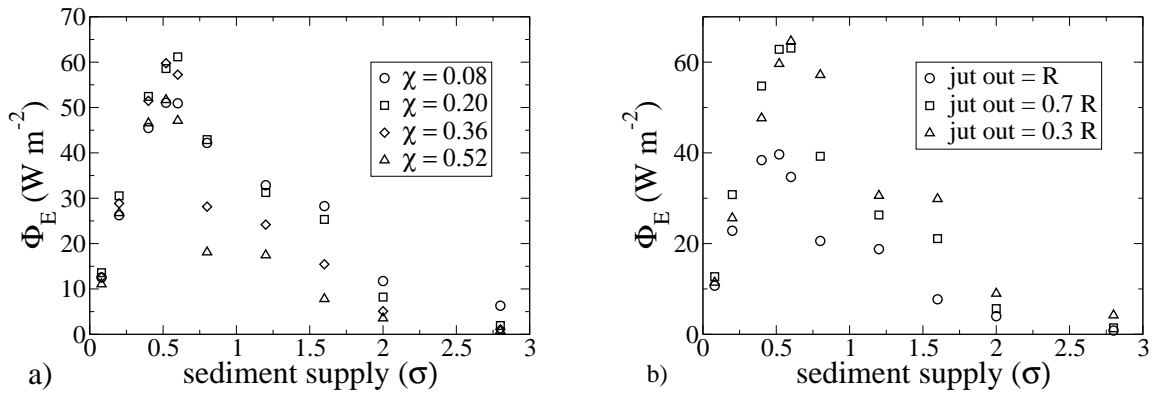 70
60
50
40
30
20
10
0
Φ_E (W m⁻²)
χ = 0.08
χ = 0.20
χ = 0.36
χ = 0.52
0 0.5 1 1.5 2 2.5 3
a) sediment supply (σ)
60
40
20
0
Φ_E (W m⁻²)
jut out = R
jut out = 0.7 R
jut out = 0.3 R
0 0.5 1 1.5 2 2.5 3
b) sediment supply (σ)